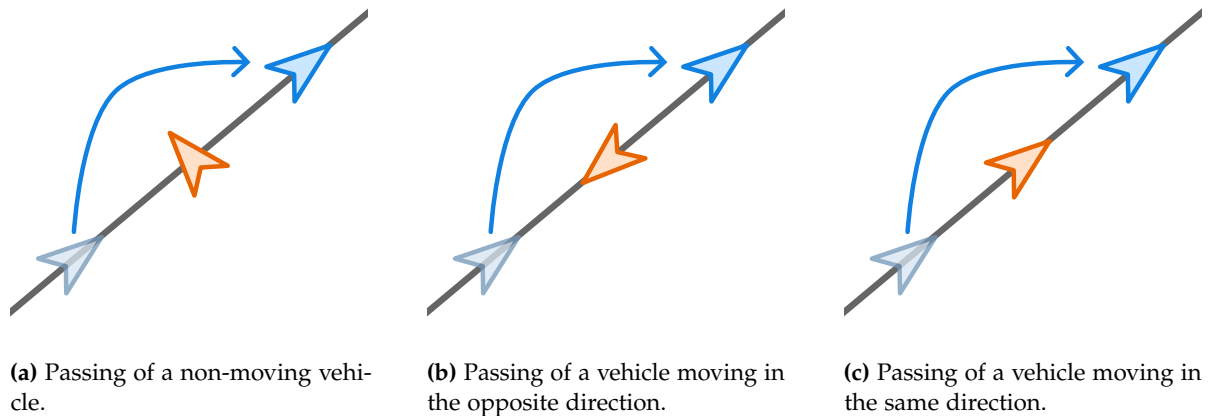 (a) Passing of a non-moving vehi-
cle.
(b) Passing of a vehicle moving in
the opposite direction.
(c) Passing of a vehicle moving in
the same direction.